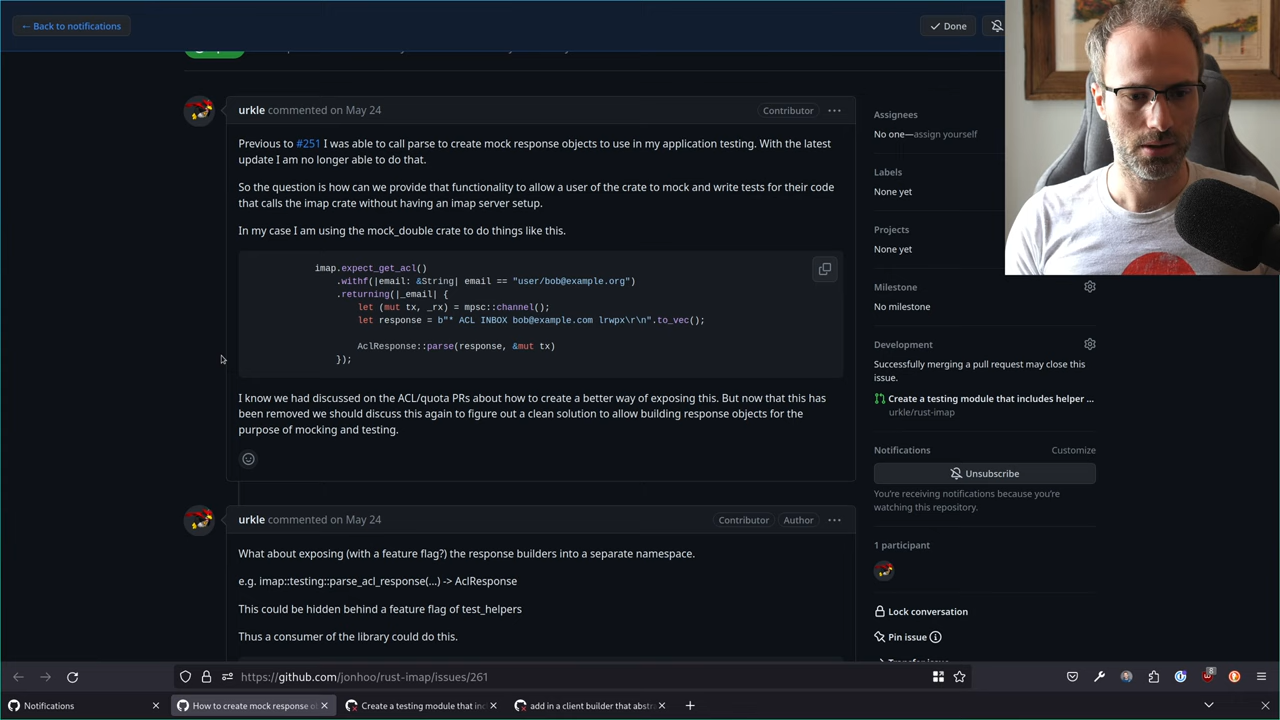 ← Back to notifications
Done
urkle commented on May 24
Contributor
Previous to #251 I was able to call parse to create mock response objects to use in my application testing. With the latest
update I am no longer able to do that.
So the question is how can we provide that functionality to allow a user of the crate to mock and write tests for their code
that calls the imap crate without having an imap server setup.
In my case I am using the mock_double crate to do things like this.
imap.expect_get_acl()
.withf(|email: &String| email == "user/bob@example.org")
.returning(|_email| {
let (mut tx, _rx) = mpsc::channel();
let response = b"* ACL INBOX bob@example.com lrwpx\r\n".to_vec();
AclResponse::parse(response, &mut tx)
});
I know we had discussed on the ACL/quota PRs about how to create a better way of exposing this. But now that this has
been removed we should discuss this again to figure out a clean solution to allow building response objects for the
purpose of mocking and testing.
urkle commented on May 24
Contributor
Author
What about exposing (with a feature flag?) the response builders into a separate namespace.
e.g. imap::testing::parse_acl_response(...) -> AclResponse
This could be hidden behind a feature flag of test_helpers
Thus a consumer of the library could do this.
Assignees
No one—assign yourself
Labels
None yet
Projects
None yet
Milestone
No milestone
Development
Successfully merging a pull request may close this
issue.
Create a testing module that includes helper ...
urkle/rust-imap
Notifications
Customize
Unsubscribe
You're receiving notifications because you're
watching this repository.
1 participant
Lock conversation
Pin issue
https://github.com/jonhoo/rust-imap/issues/261
8
Notifications
How to create mock response o
Create a testing module that inc
add in a client builder that abstra